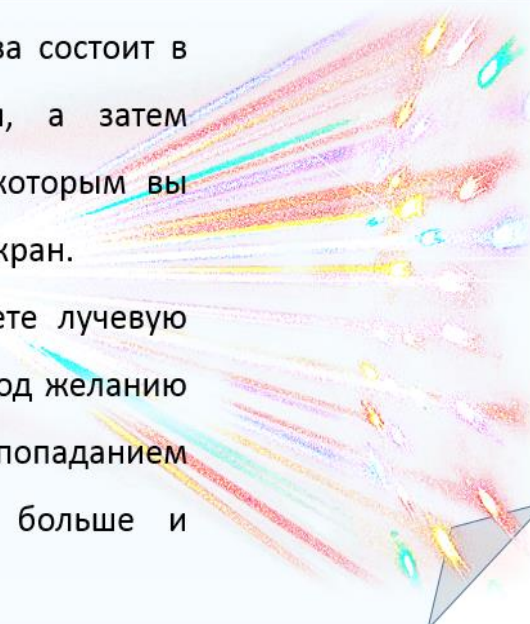 за состоит в
, а затем
которым вы
кран.
ете лучевую
од желанию
попаданием
больше и